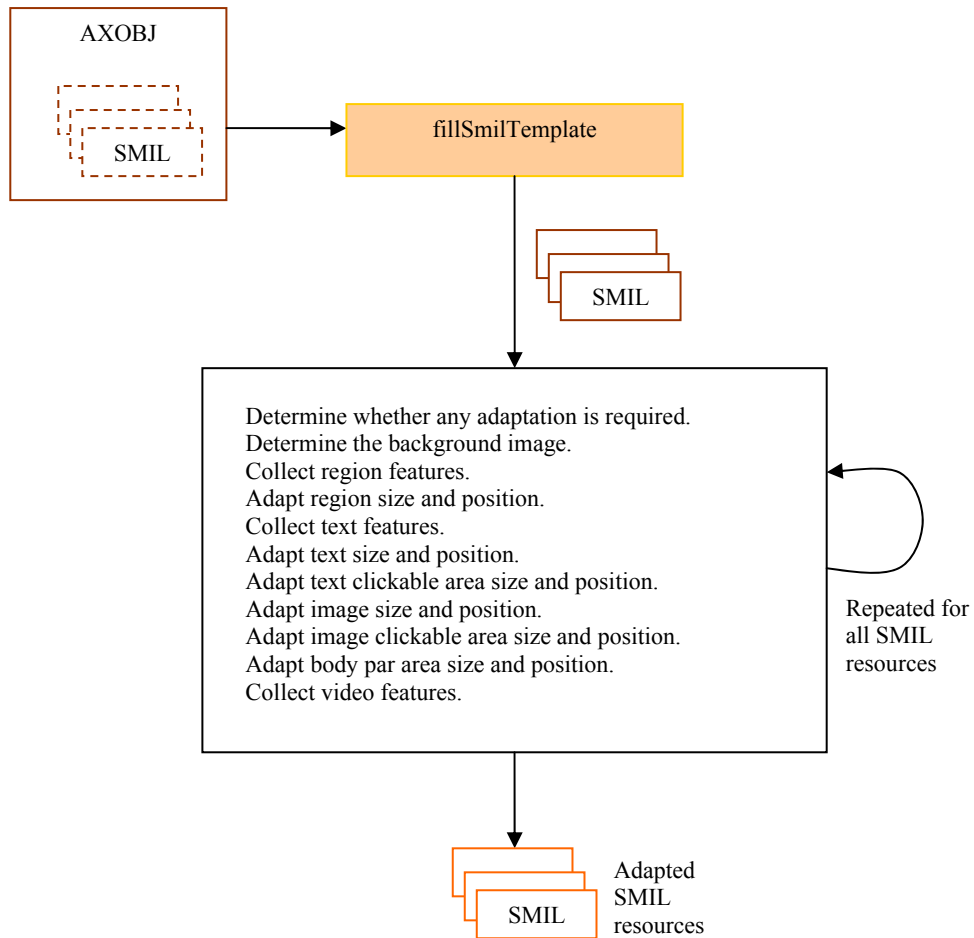 AXOBJ
SMIL
fillSmilTemplate
SMIL
Determine whether any adaptation is required.
Determine the background image.
Collect region features.
Adapt region size and position.
Collect text features.
Adapt text size and position.
Adapt text clickable area size and position.
Adapt image size and position.
Adapt image clickable area size and position.
Adapt body par area size and position.
Collect video features.
Repeated for
all SMIL
resources
SMIL
Adapted
SMIL
resources